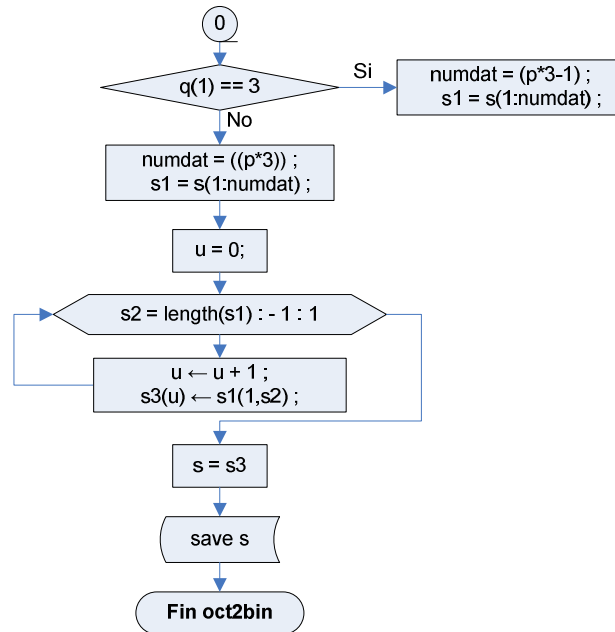 0
q(1) == 3
Si
numdat = (p*3-1) ;
s1 = s(1:numdat) ;
No
numdat = ((p*3)) ;
s1 = s(1:numdat) ;
u = 0;
s2 = length(s1) : - 1 : 1
u ← u + 1 ;
s3(u) ← s1(1,s2) ;
s = s3
save s
Fin oct2bin